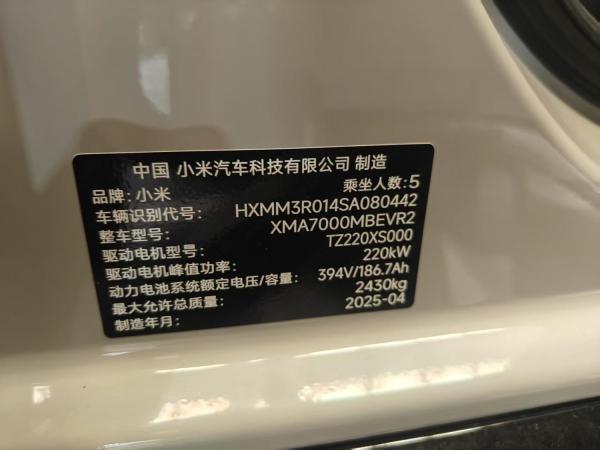 中国 小米汽车科技有限公司 制造
品牌：小米 乘坐人数：5
车辆识别代号： HXMM3R014SA080442
整车型号： XMA7000MBEVR2
驱动电机型号： TZ220XS000
驱动电机峰值功率： 220kW
动力电池系统额定电压/容量： 394V/186.7Ah
最大允许总质量： 2430kg
制造年月： 2025-04